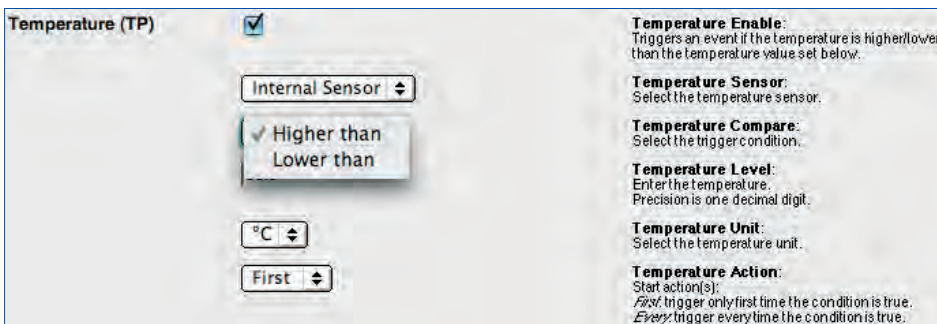 Temperature (TP)
Temperature Enable:
Triggers an event if the temperature is higher/lower
than the temperature value set below.
Internal Sensor
Temperature Sensor:
Select the temperature sensor.
Higher than
Lower than
Temperature Compare:
Select the trigger condition.
Temperature Level:
Enter the temperature.
Precision is one decimal digit.
°C
Temperature Unit:
Select the temperature unit.
First
Temperature Action:
Start action(s):
First: trigger only first time the condition is true.
Every: trigger every time the condition is true.